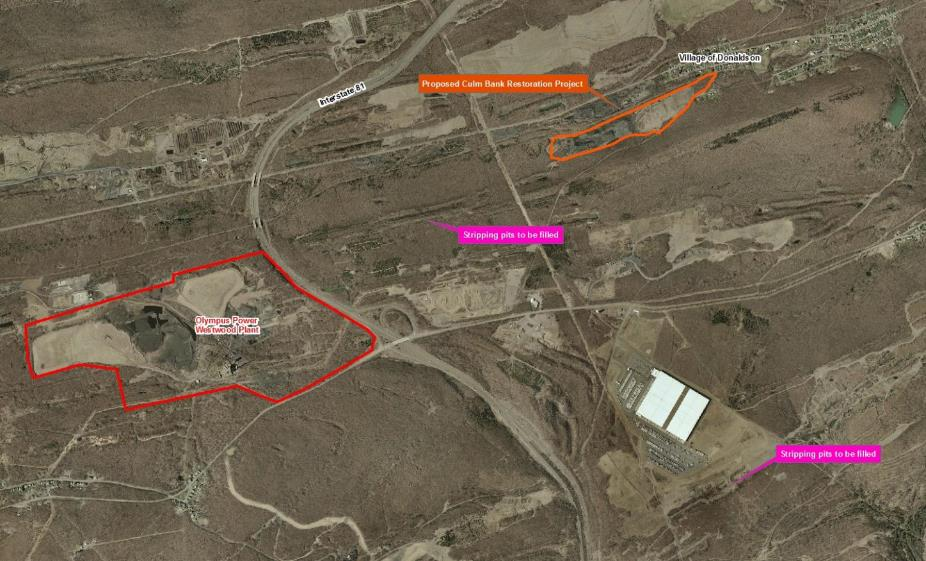 Village of Donaldson
Proposed Culm Bank Restoration Project
Interstate 81
Stripping pits to be filled
Olympus Power
Westwood Plant
Stripping pits to be filled